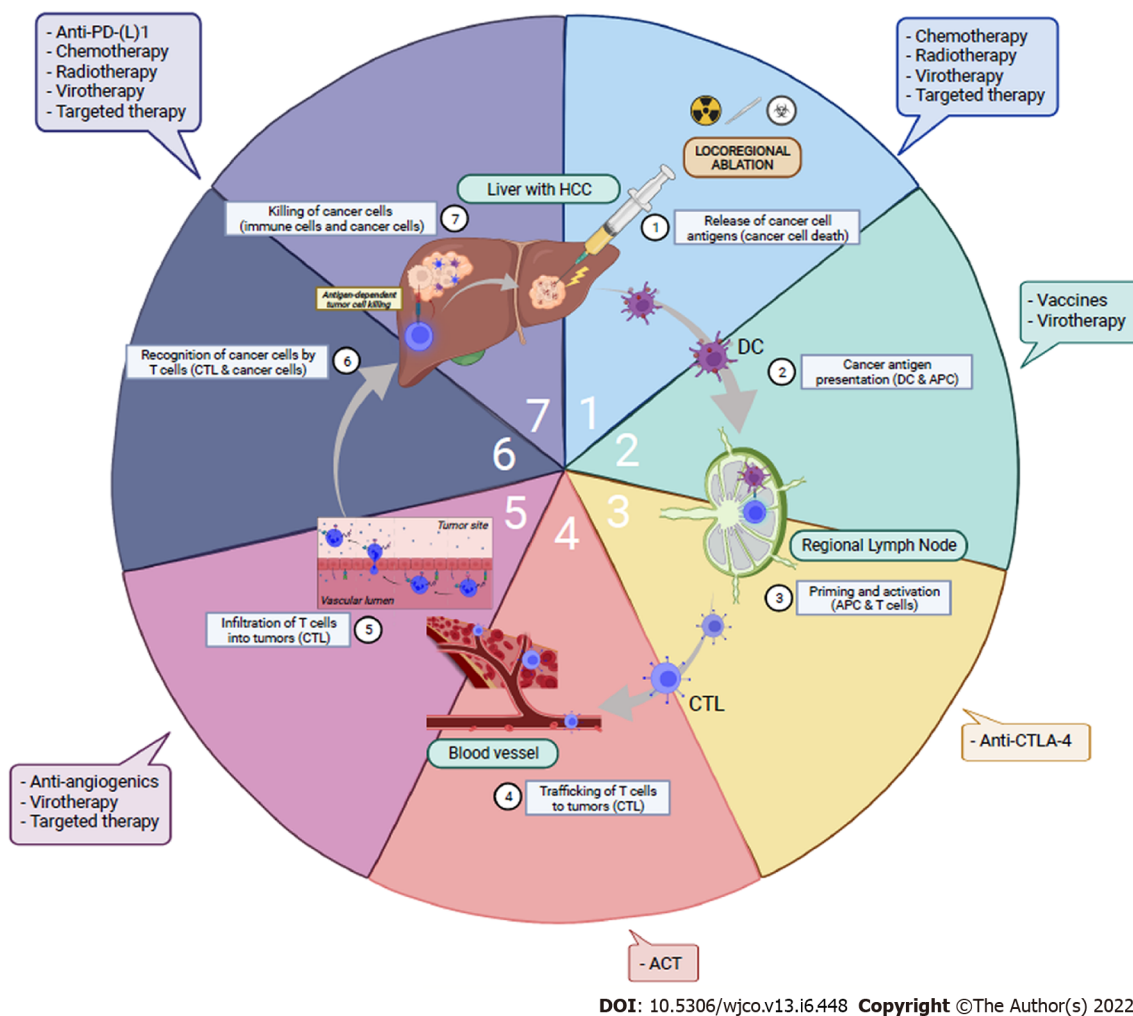 - Anti-PD-(L)1
- Chemotherapy
- Radiotherapy
- Virotherapy
- Targeted therapy
- Chemotherapy
- Radiotherapy
- Virotherapy
- Targeted therapy
LOCOREGIONAL
ABLATION
Liver with HCC
Killing of cancer cells
(immune cells and cancer cells)
7
1
Release of cancer cell
antigens (cancer cell death)
Antigen-dependent
tumor cell killing
- Vaccines
- Virotherapy
Recognition of cancer cells by
T cells (CTL & cancer cells)
6
DC
2
Cancer antigen
presentation (DC & APC)
7
1
6
2
5
3
4
Tumor site
Vascular lumen
Regional Lymph Node
3
Priming and activation
(APC & T cells)
Infiltration of T cells
into tumors (CTL)
5
CTL
- Anti-CTLA-4
Blood vessel
4
Trafficking of T cells
to tumors (CTL)
- Anti-angiogenics
- Virotherapy
- Targeted therapy
- ACT
DOI: 10.5306/wjco.v13.i6.448 Copyright ©The Author(s) 2022